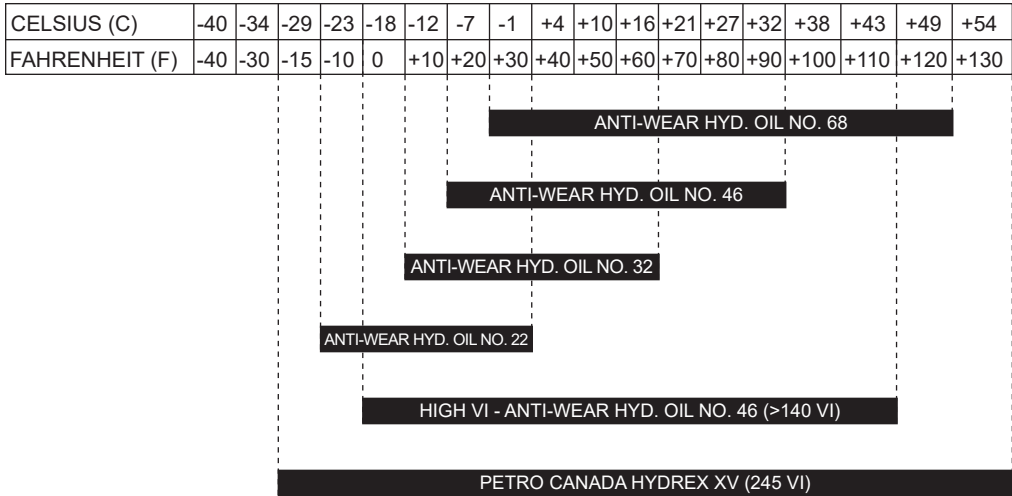 CELSIUS (C) -40 -34 -29 -23 -18 -12 -7 -1 +4 +10 +16 +21 +27 +32 +38 +43 +49 +54
FAHRENHEIT (F) -40 -30 -15 -10 0 +10 +20 +30 +40 +50 +60 +70 +80 +90 +100 +110 +120 +130
ANTI-WEAR HYD. OIL NO. 68
ANTI-WEAR HYD. OIL NO. 46
ANTI-WEAR HYD. OIL NO. 32
ANTI-WEAR HYD. OIL NO. 22
HIGH VI - ANTI-WEAR HYD. OIL NO. 46 (>140 VI)
PETRO CANADA HYDREX XV (245 VI)